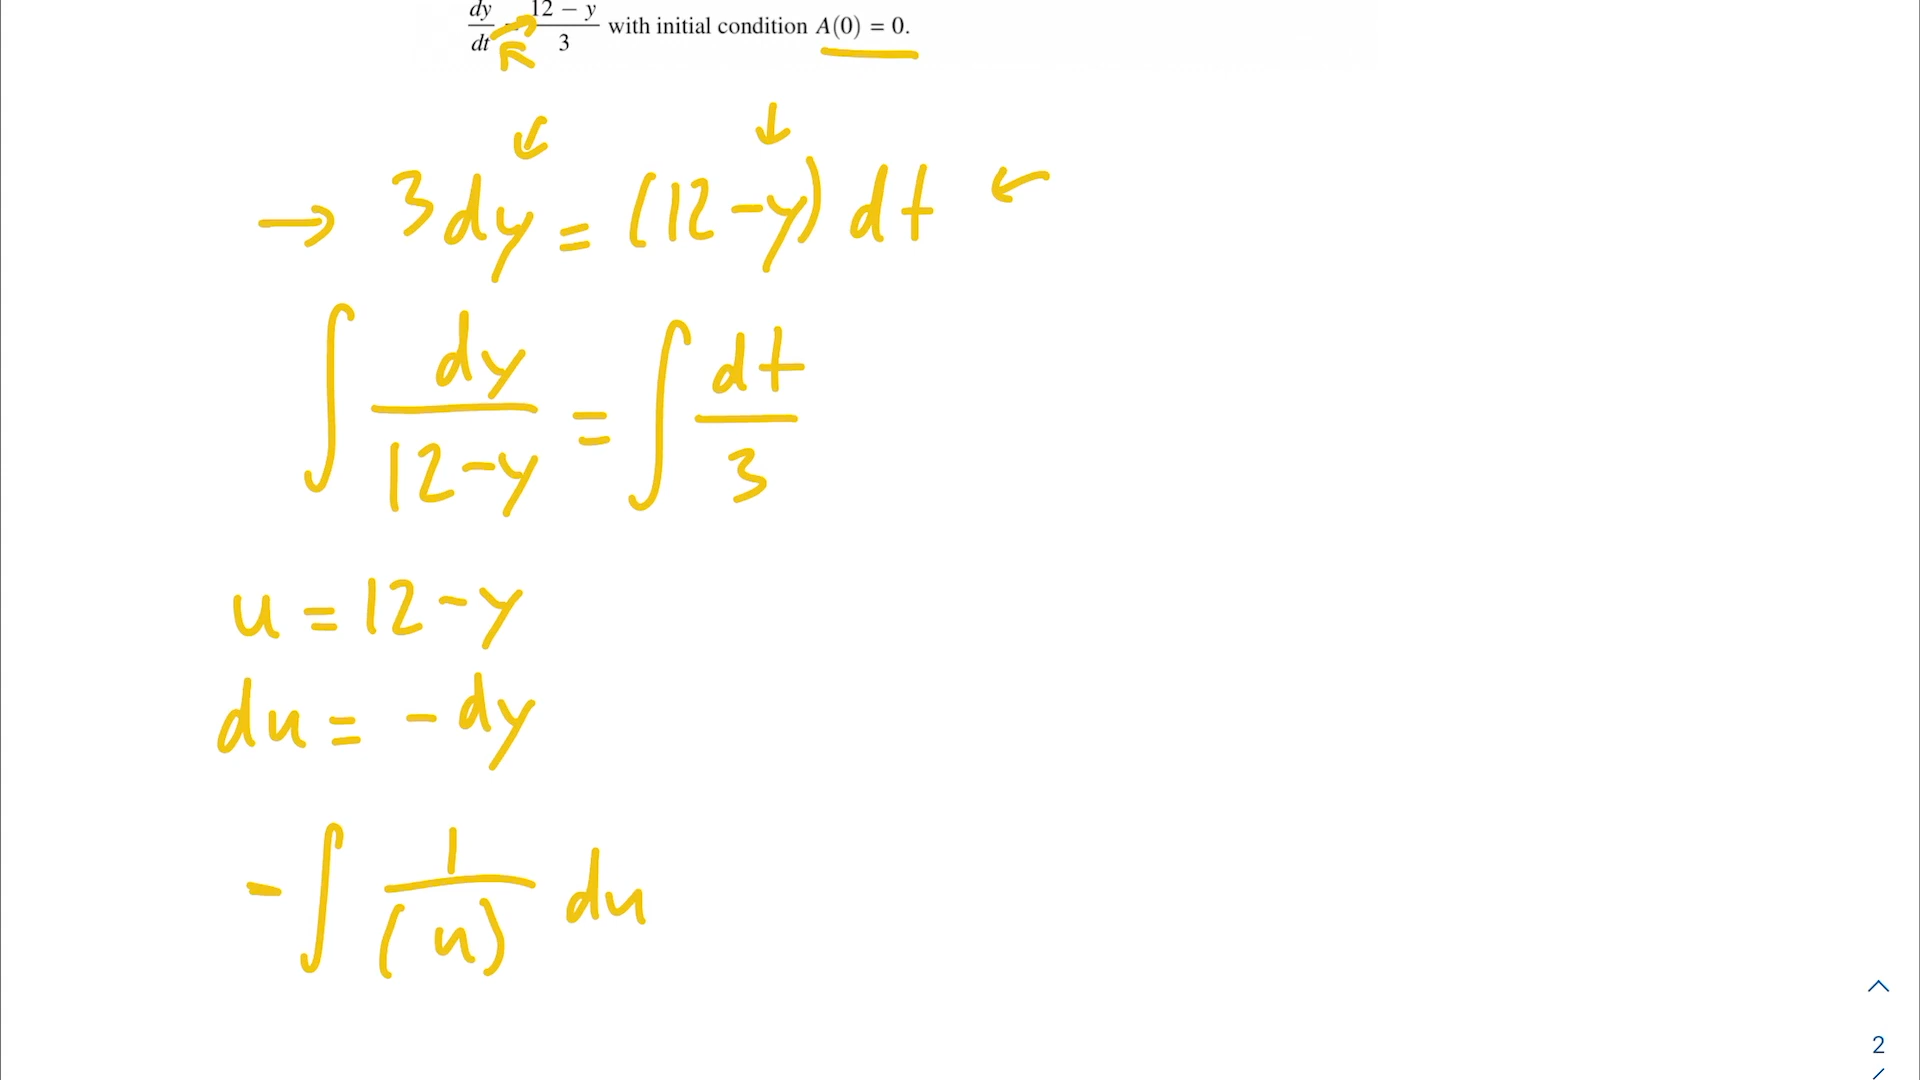 dy/dt = (12 − y)/3 with initial condition A(0) = 0.
→ 3dy = (12-y) dt ←
∫ dy/(12-y) = ∫ dt/3
u = 12-y
du = -dy
-∫ 1/(u) du
2